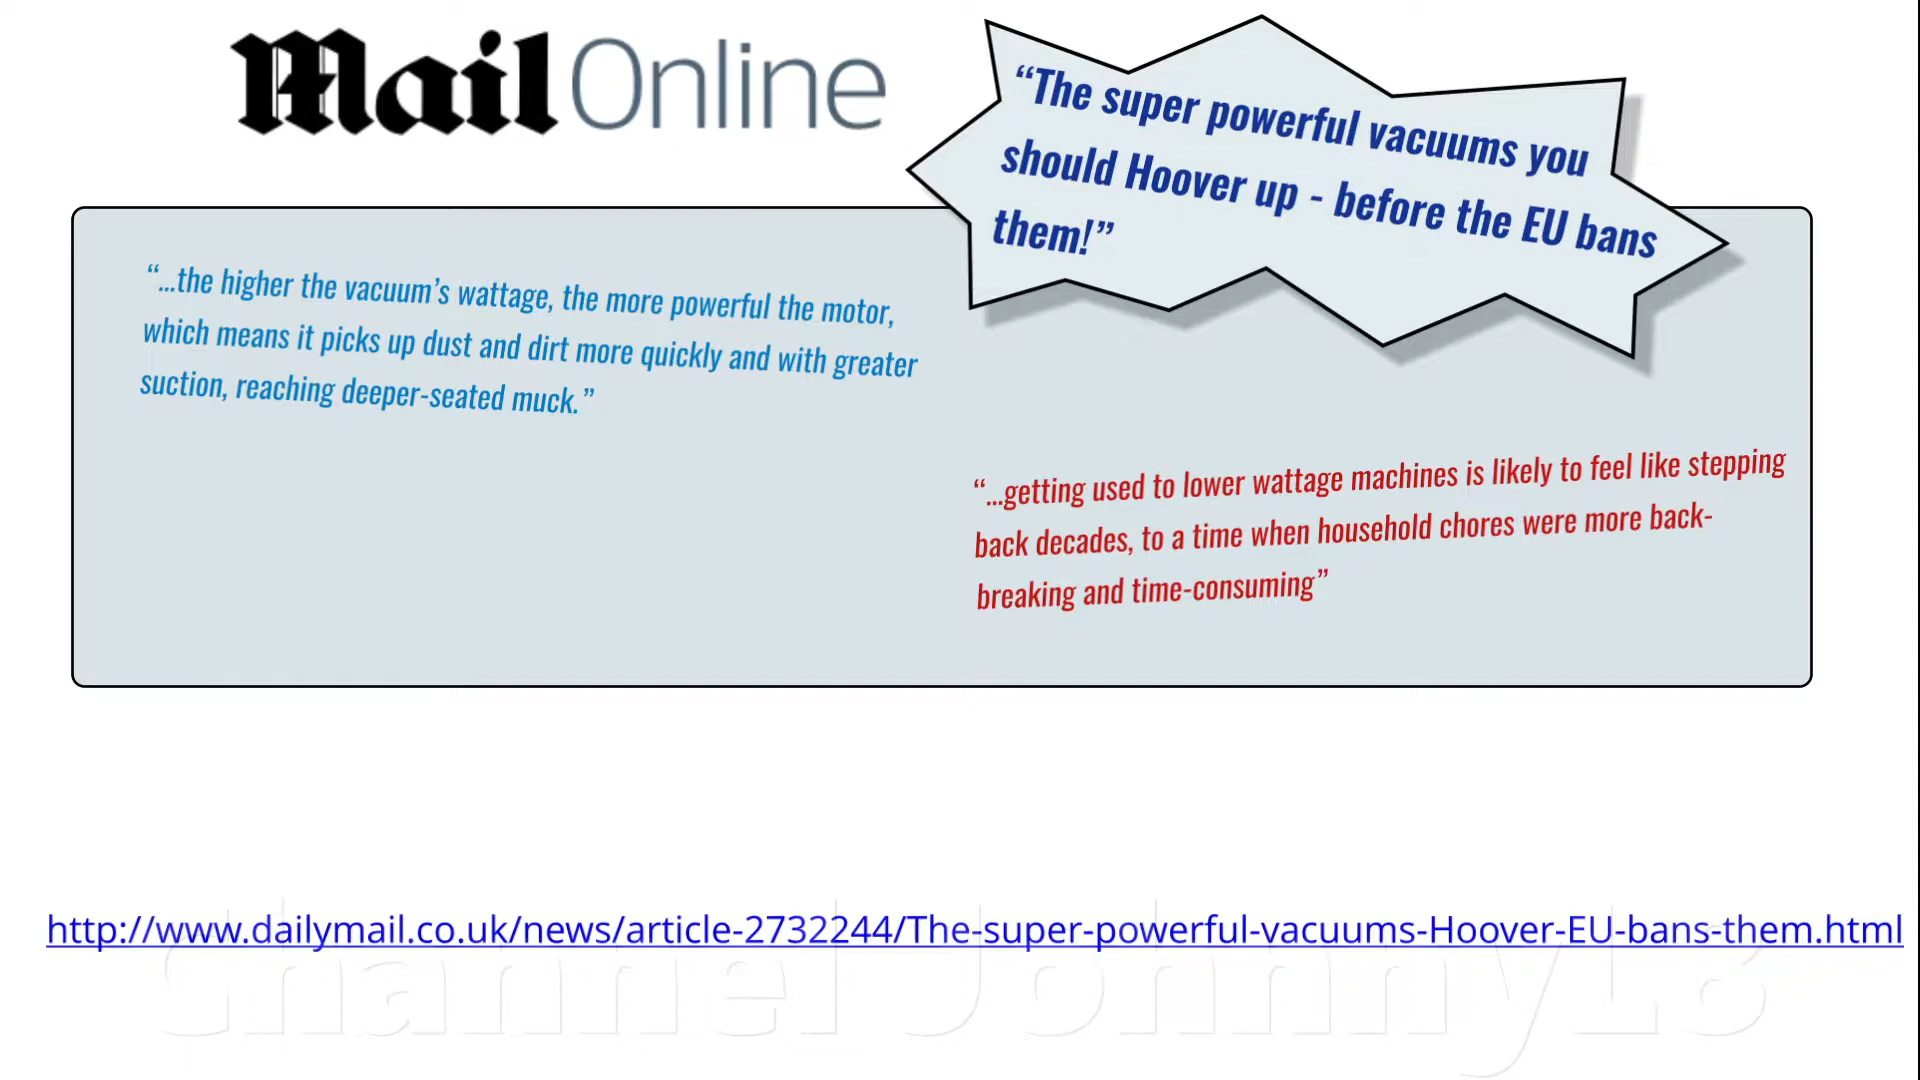 Mail Online
“The super powerful vacuums you
should Hoover up - before the EU bans
them!”
“...the higher the vacuum’s wattage, the more powerful the motor,
which means it picks up dust and dirt more quickly and with greater
suction, reaching deeper-seated muck.”
“...getting used to lower wattage machines is likely to feel like stepping
back decades, to a time when household chores were more back-
breaking and time-consuming”
http://www.dailymail.co.uk/news/article-2732244/The-super-powerful-vacuums-Hoover-EU-bans-them.html
Channel Johnny18